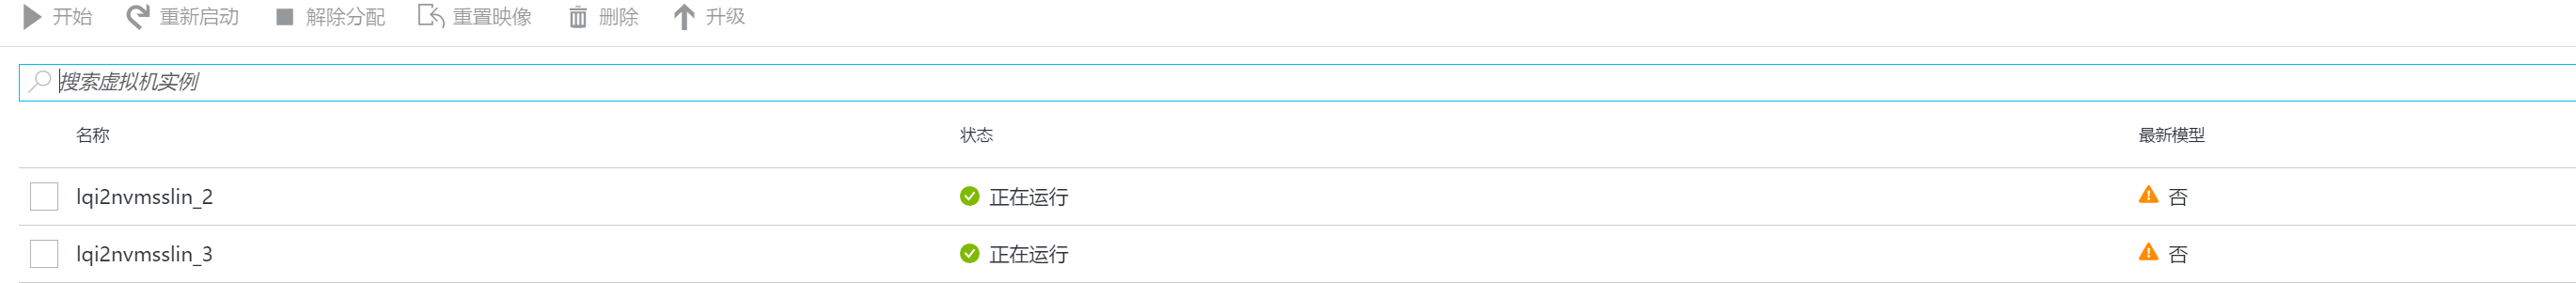 开始 重新启动 解除分配 重置映像 删除 升级
搜索虚拟机实例
名称 状态 最新模型
lqi2nvmsslin_2 正在运行 否
lqi2nvmsslin_3 正在运行 否